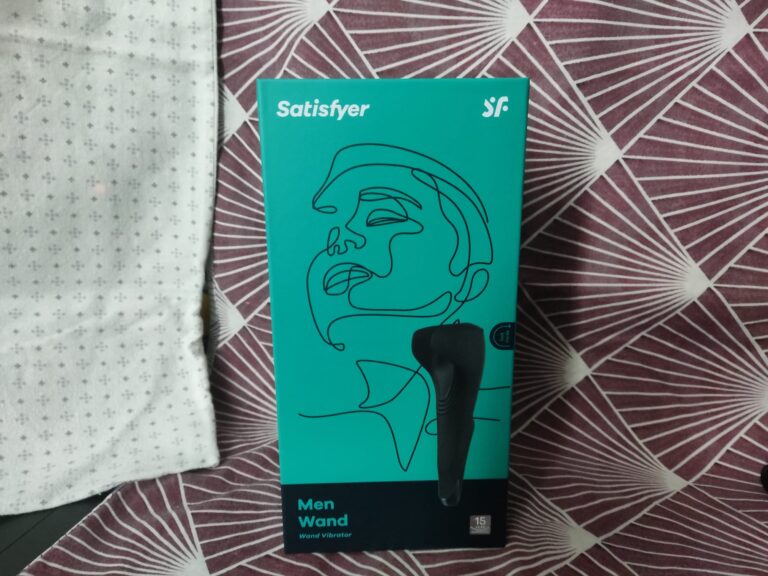 Satisfyer
SF
Men
Wand
Wand Vibrator
15